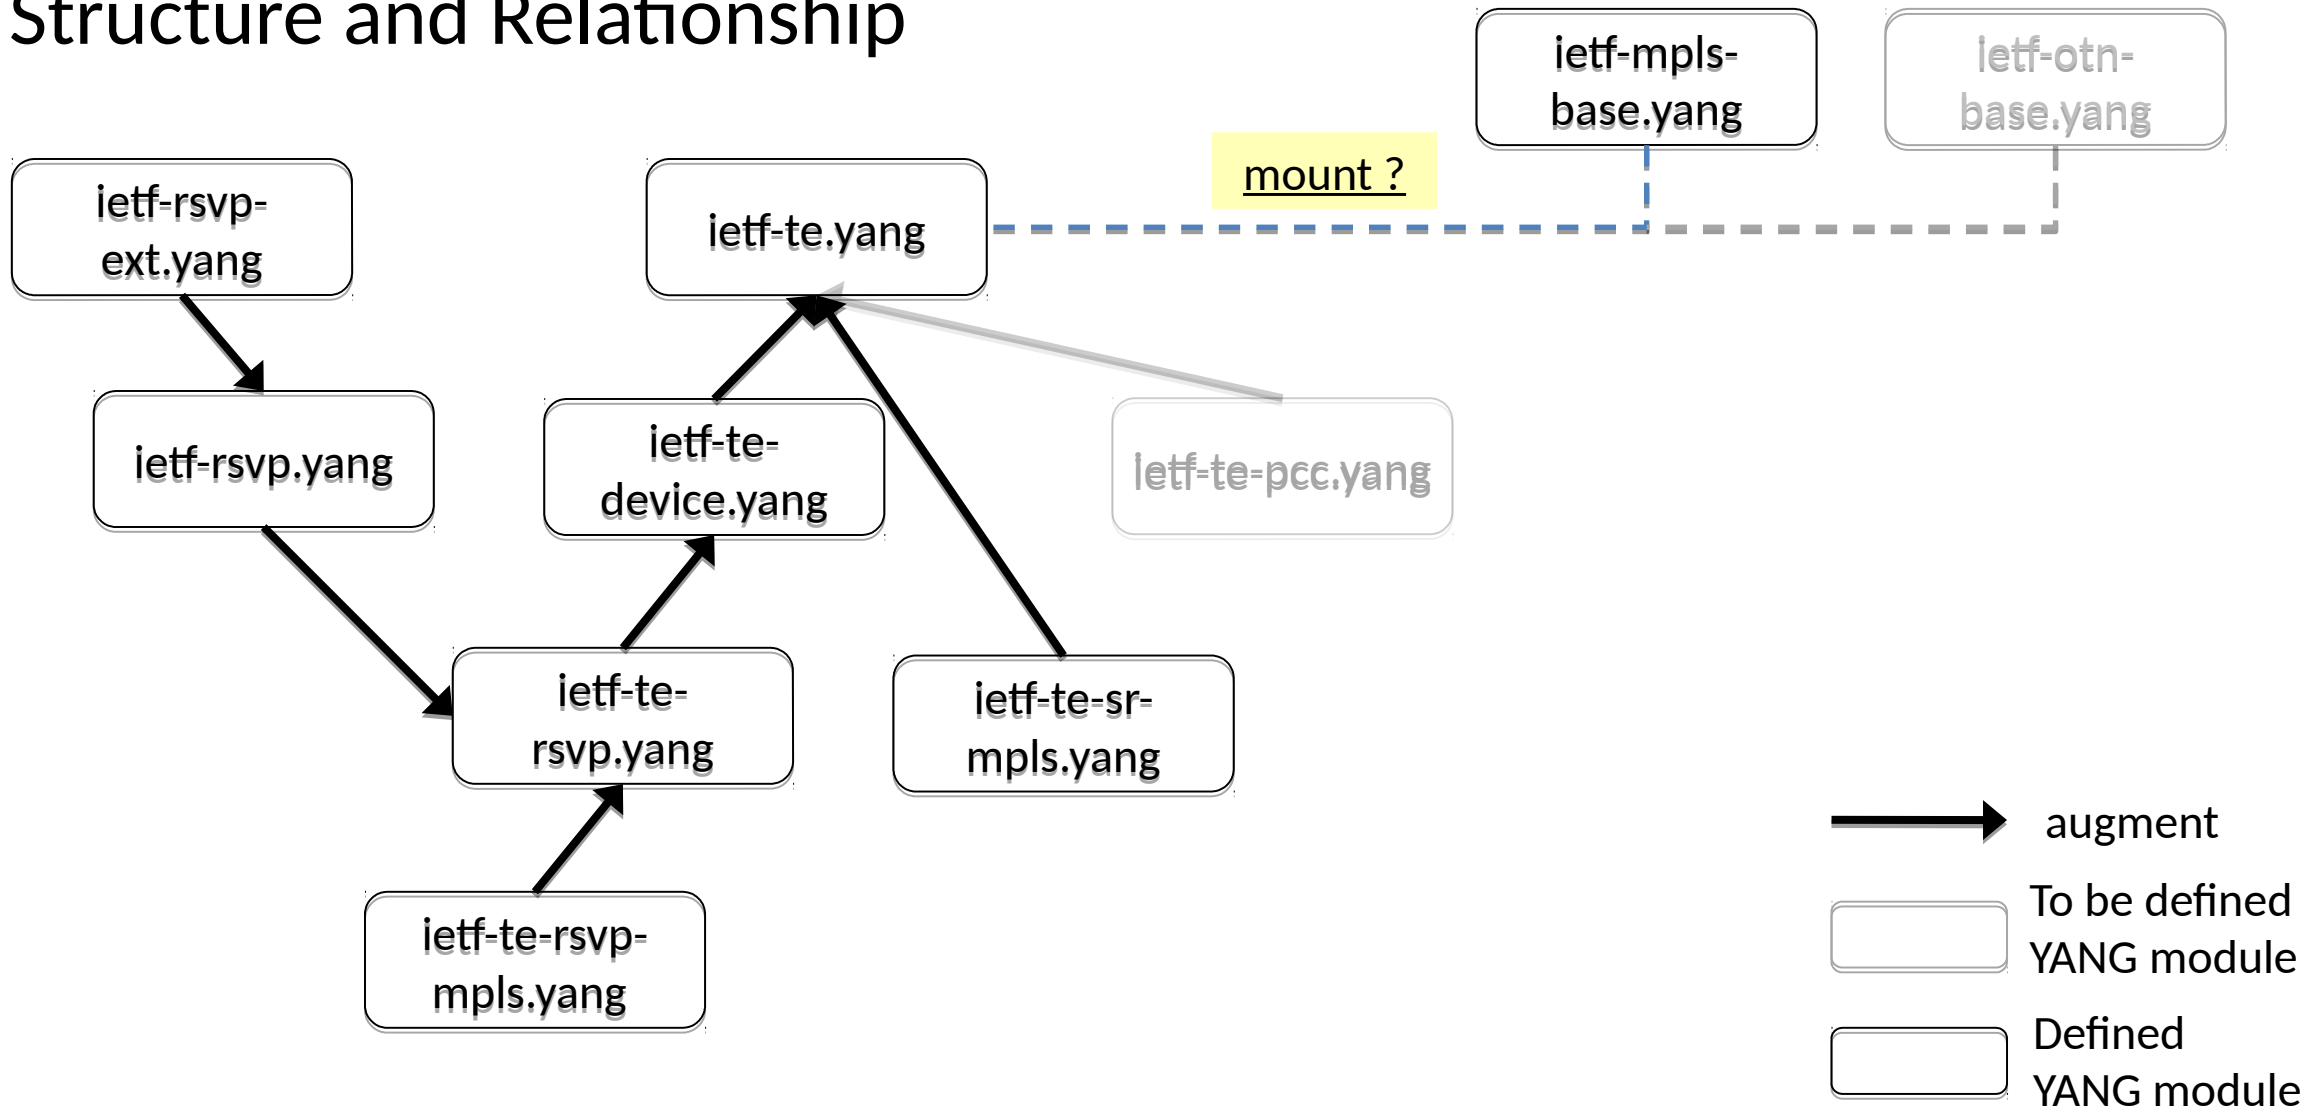 Structure and Relationship
ietf-mpls-
base.yang
ietf-otn-
base.yang
mount ?
ietf-rsvp-
ext.yang
ietf-te.yang
ietf-rsvp.yang
ietf-te-
device.yang
ietf-te-pcc.yang
ietf-te-
rsvp.yang
ietf-te-sr-
mpls.yang
ietf-te-rsvp-
mpls.yang
augment
To be defined
YANG module
Defined
YANG module